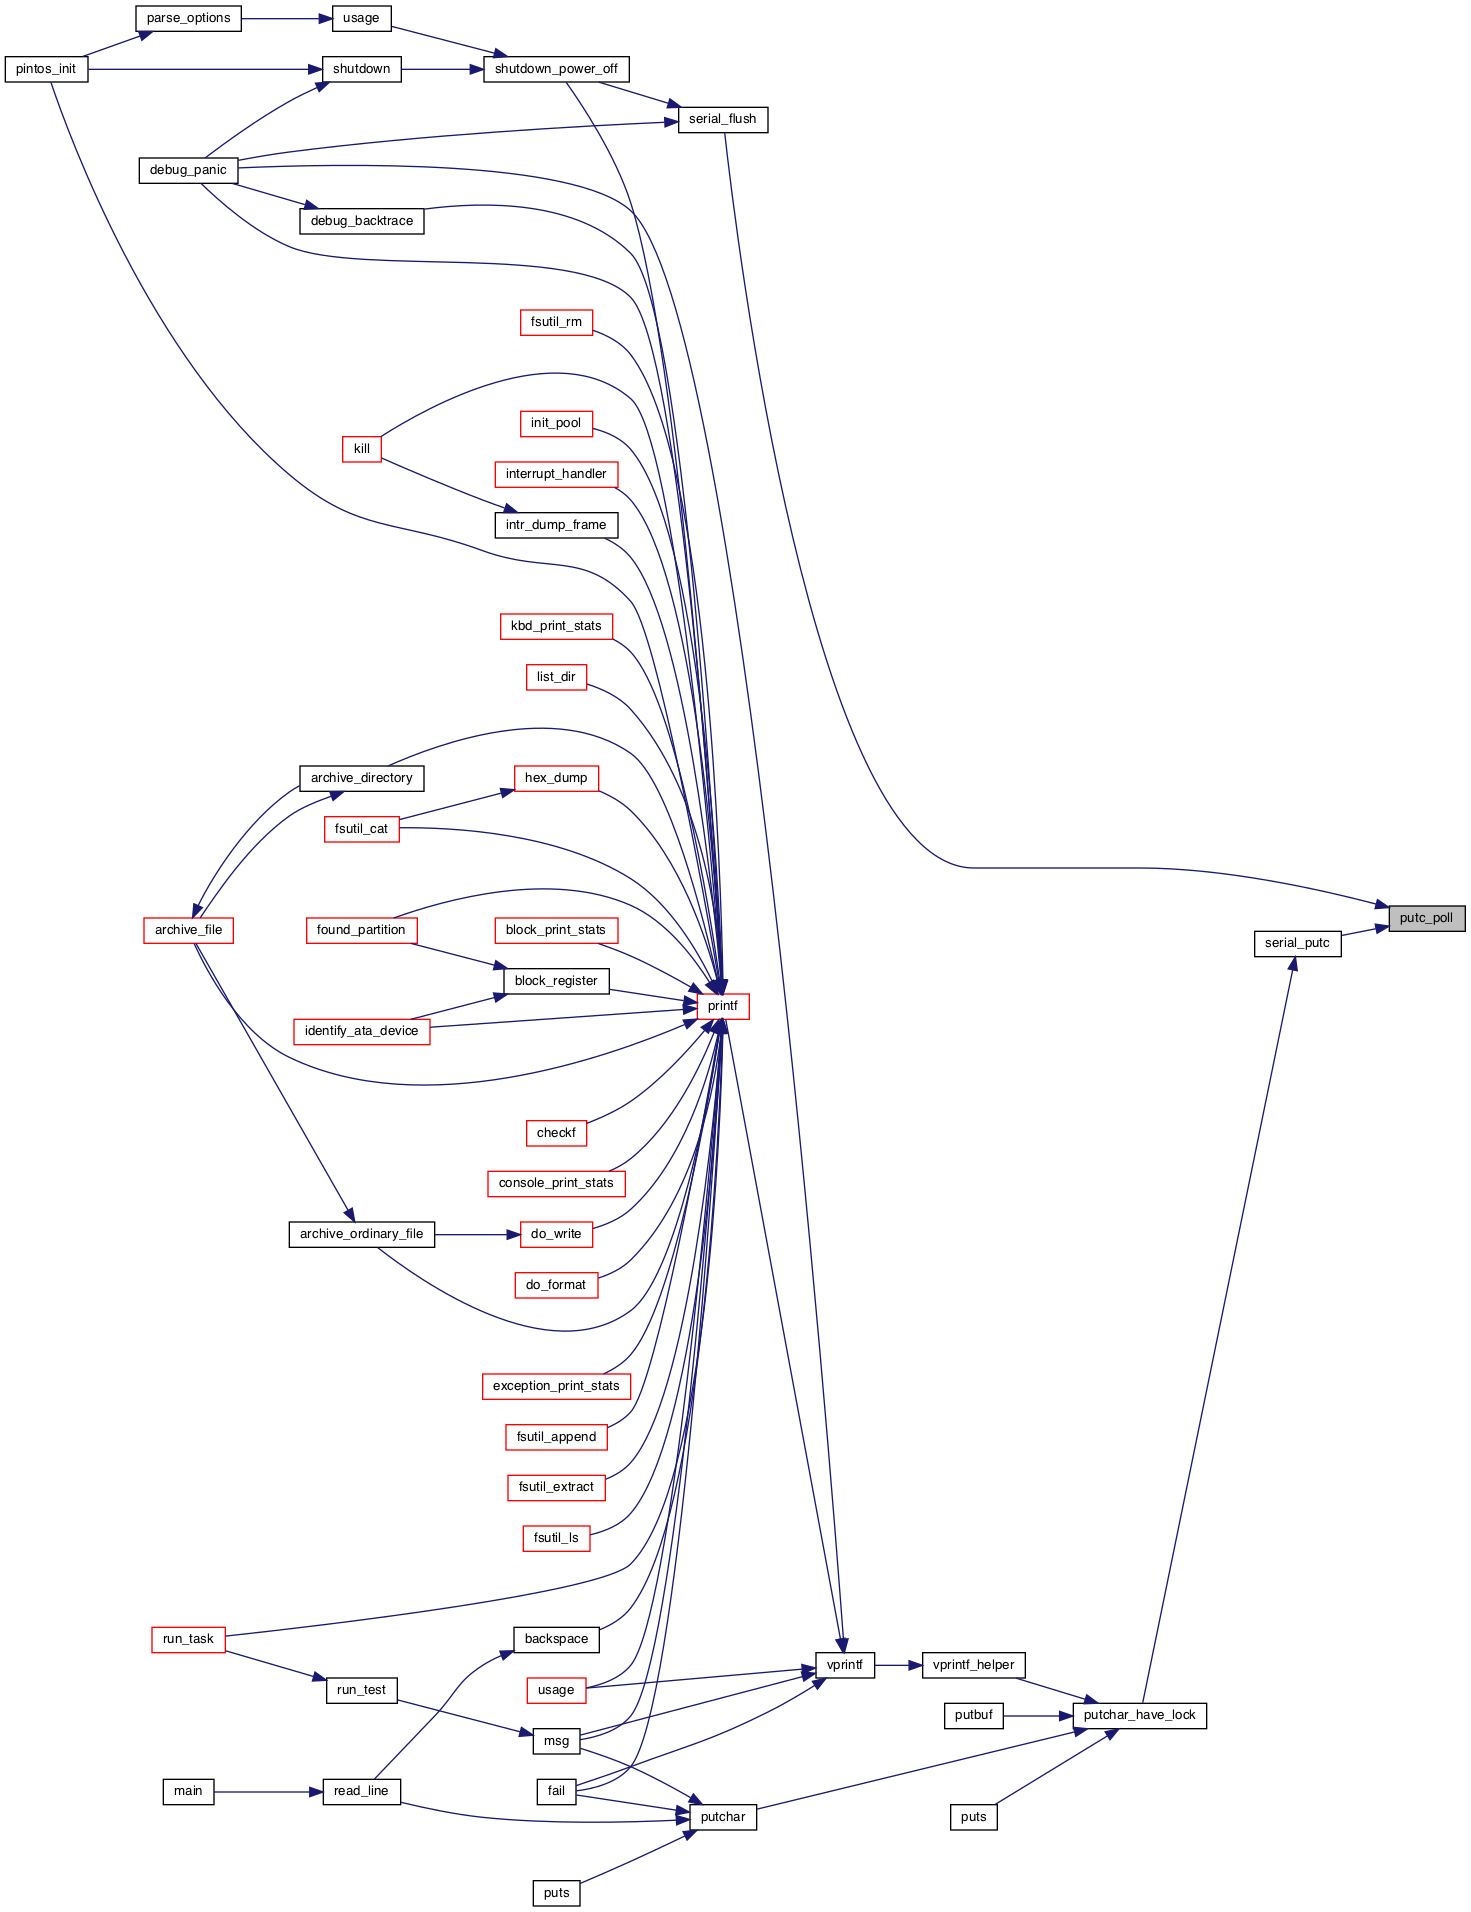 parse_options
usage
pintos_init
shutdown
shutdown_power_off
serial_flush
debug_panic
debug_backtrace
fsutil_rm
init_pool
kill
interrupt_handler
intr_dump_frame
kbd_print_stats
list_dir
archive_directory
hex_dump
fsutil_cat
putc_poll
archive_file
found_partition
block_print_stats
serial_putc
block_register
printf
identify_ata_device
checkf
console_print_stats
archive_ordinary_file
do_write
do_format
exception_print_stats
fsutil_append
fsutil_extract
fsutil_ls
run_task
backspace
vprintf
vprintf_helper
run_test
usage
putbuf
putchar_have_lock
msg
main
read_line
fail
putchar
puts
puts